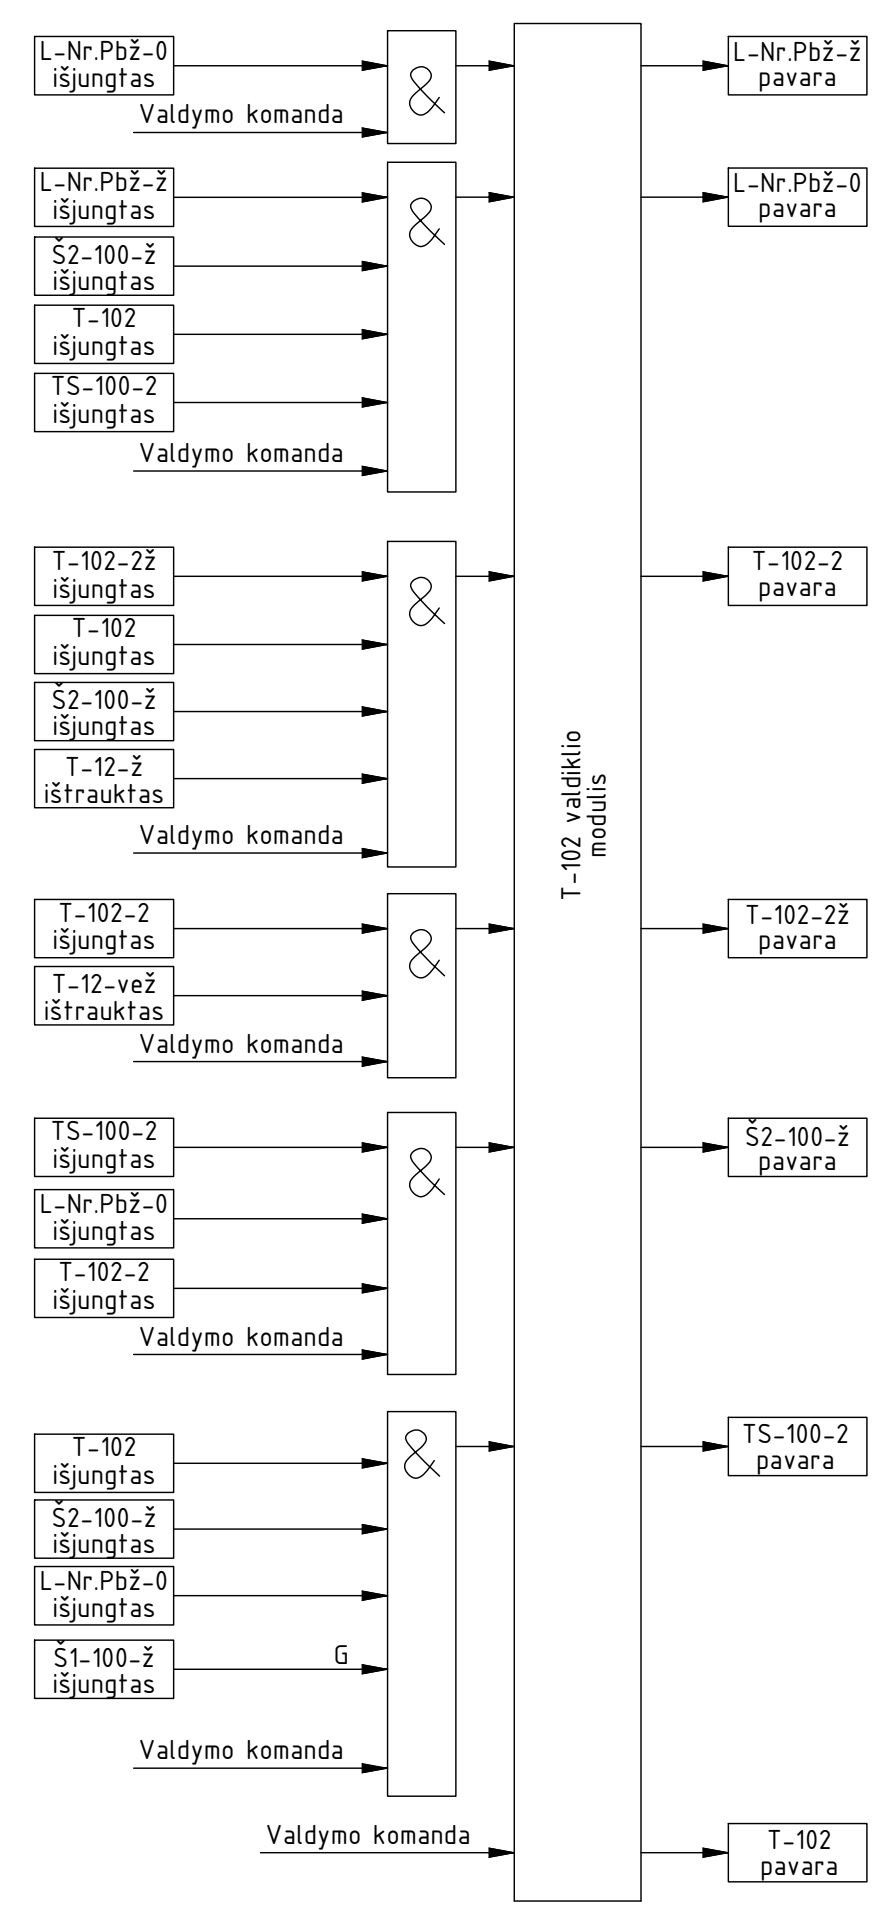 L-Nr.Pbž-0
išjungtas
Valdymo komanda
&
L-Nr.Pbž-ž
pavara
L-Nr.Pbž-ž
išjungtas
Š2-100-ž
išjungtas
T-102
išjungtas
TS-100-2
išjungtas
Valdymo komanda
&
L-Nr.Pbž-0
pavara
T-102-2ž
išjungtas
T-102
išjungtas
Š2-100-ž
išjungtas
T-12-ž
ištrauktas
Valdymo komanda
&
T-102-2
pavara
T-102 valdiklio
modulis
T-102-2
išjungtas
T-12-vež
ištrauktas
Valdymo komanda
&
T-102-2ž
pavara
TS-100-2
išjungtas
L-Nr.Pbž-0
išjungtas
T-102-2
išjungtas
Valdymo komanda
&
Š2-100-ž
pavara
T-102
išjungtas
Š2-100-ž
išjungtas
L-Nr.Pbž-0
išjungtas
Š1-100-ž
išjungtas
G
Valdymo komanda
&
TS-100-2
pavara
Valdymo komanda
T-102
pavara